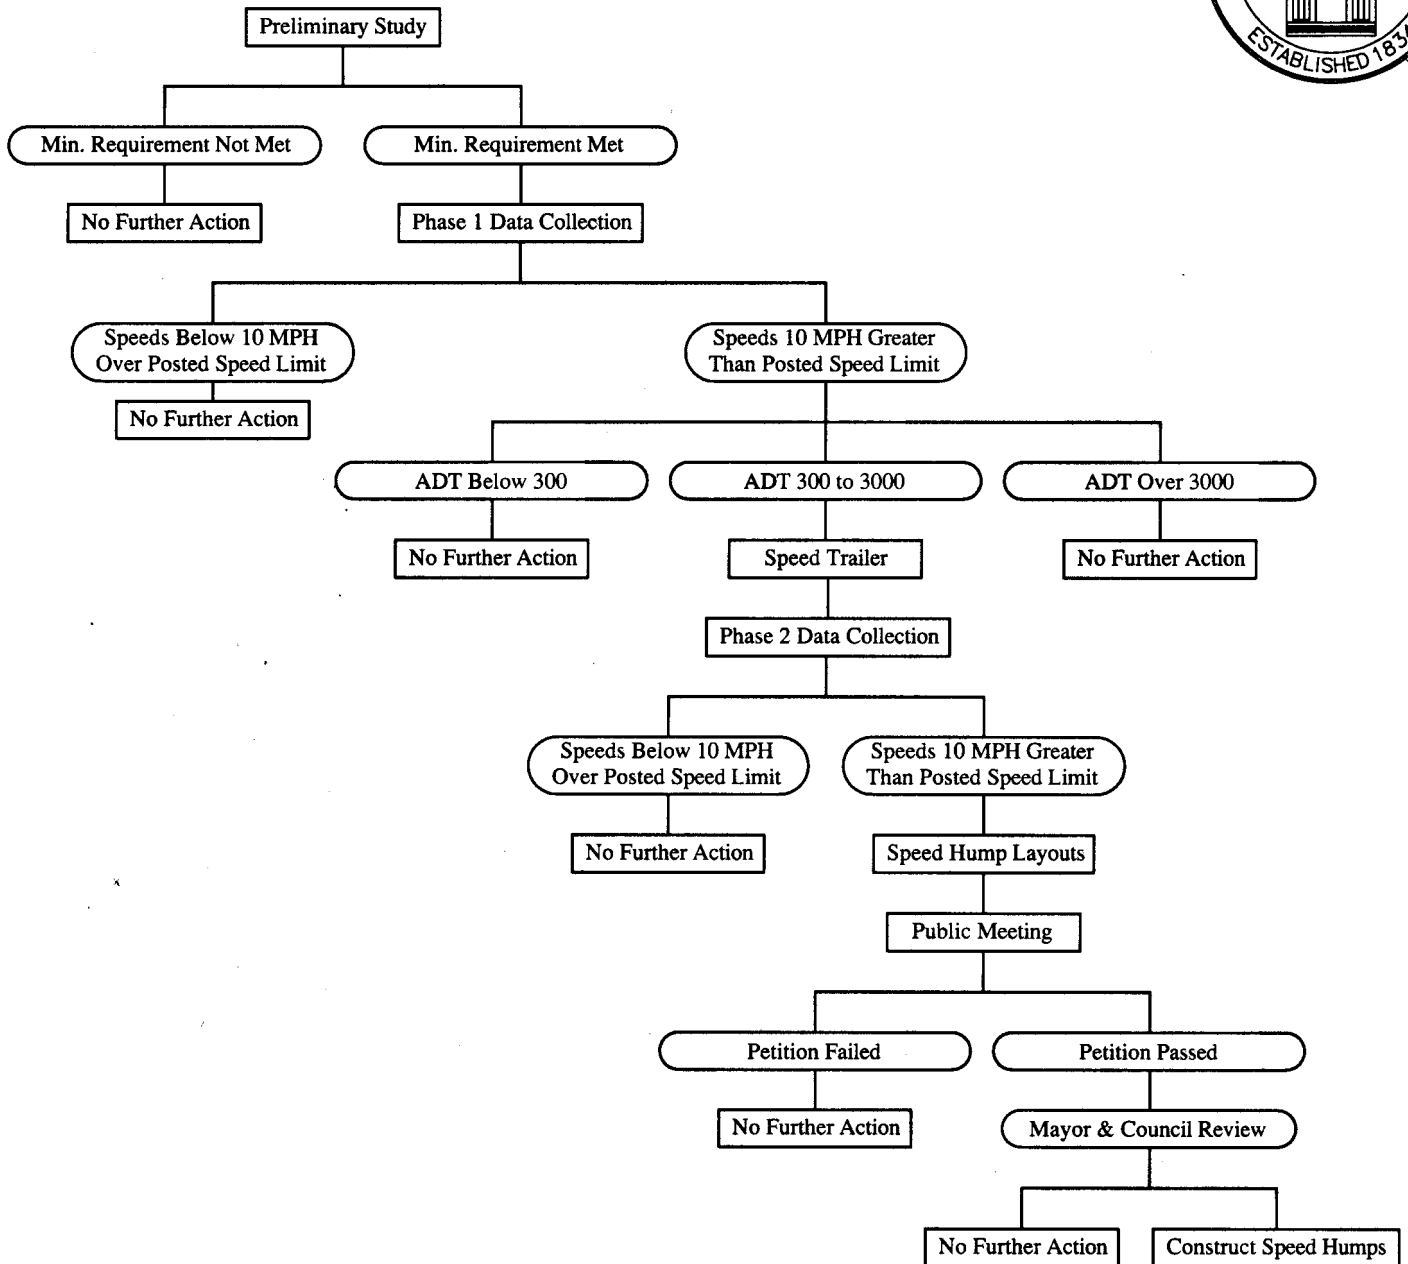 Preliminary Study
ESTABLISHED 1834
Min. Requirement Not Met
Min. Requirement Met
No Further Action
Phase 1 Data Collection
Speeds Below 10 MPH
Over Posted Speed Limit
Speeds 10 MPH Greater
Than Posted Speed Limit
No Further Action
ADT Below 300
ADT 300 to 3000
ADT Over 3000
No Further Action
Speed Trailer
No Further Action
Phase 2 Data Collection
Speeds Below 10 MPH
Over Posted Speed Limit
Speeds 10 MPH Greater
Than Posted Speed Limit
No Further Action
Speed Hump Layouts
Public Meeting
Petition Failed
Petition Passed
No Further Action
Mayor & Council Review
No Further Action
Construct Speed Humps